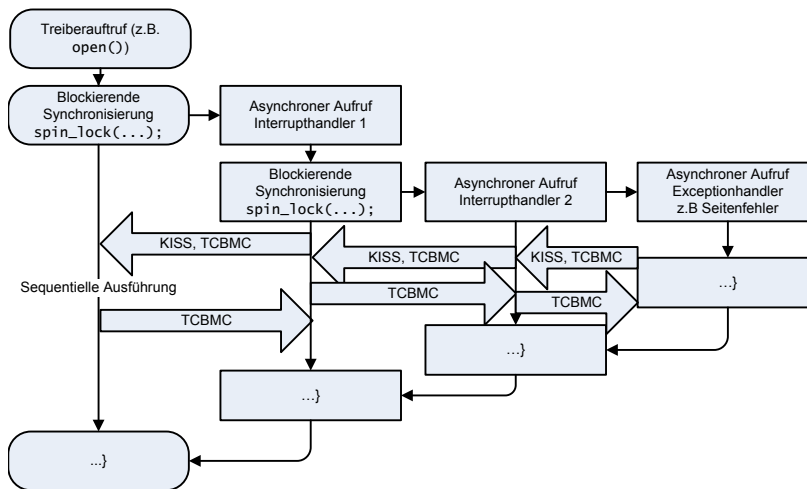 Treiberauftruf (z.B.
open())
Blockierende
Synchronisierung
spin_lock(...);
Asynchroner Aufruf
Interrupthandler 1
Blockierende
Synchronisierung
spin_lock(...);
Asynchroner Aufruf
Interrupthandler 2
Asynchroner Aufruf
Exceptionhandler
z.B Seitenfehler
KISS, TCBMC
KISS, TCBMC
KISS, TCBMC
Sequentielle Ausführung
TCBMC
TCBMC
TCBMC
…}
…}
…}
...}